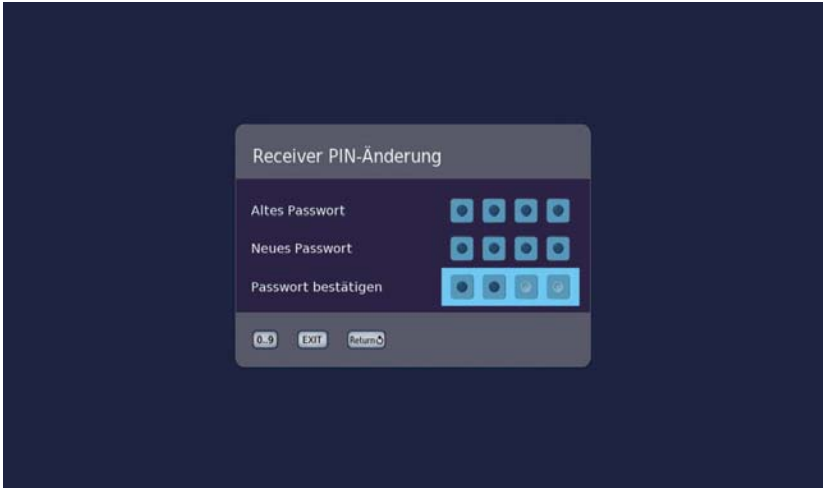 Receiver PIN-Änderung
Altes Passwort
Neues Passwort
Passwort bestätigen
0..9 EXIT Return